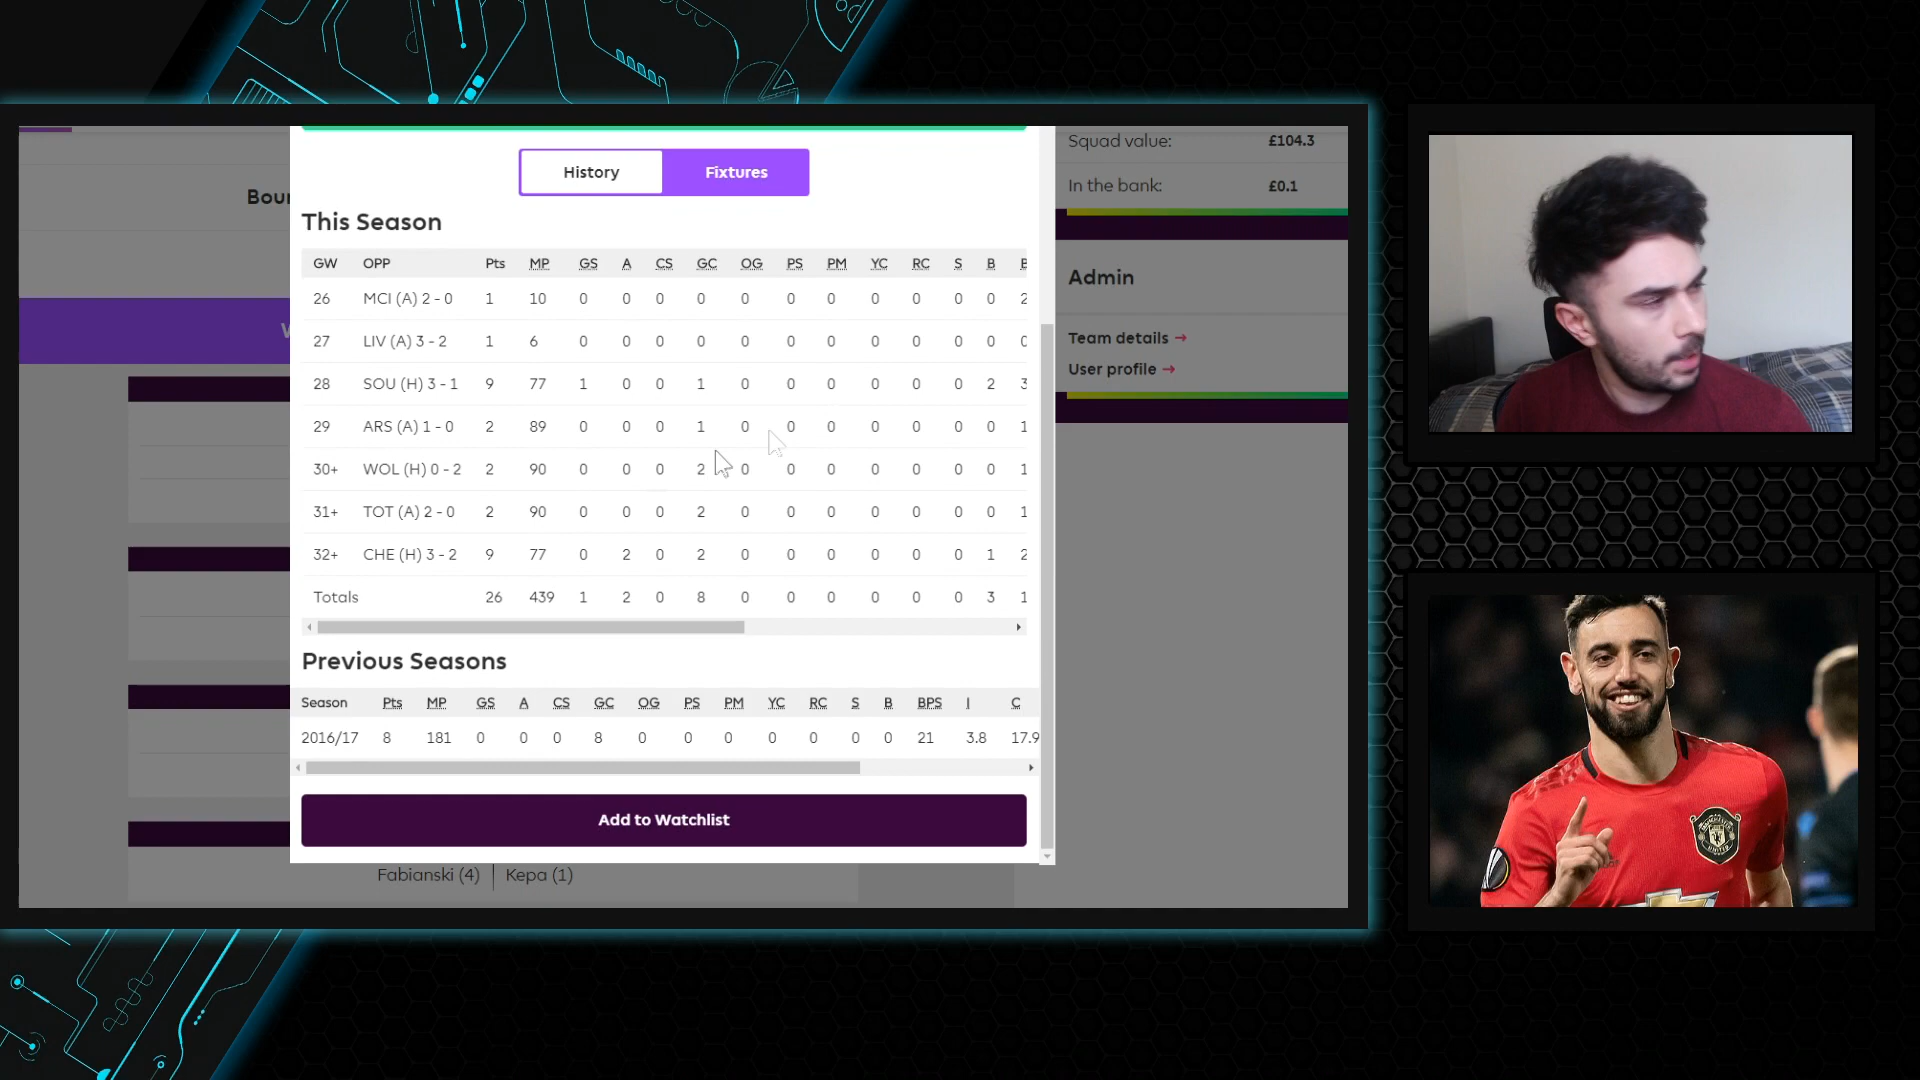 Squad value: £104.3
In the bank: £0.1
History Fixtures
Bour
This Season
GW OPP Pts MP GS A CS GC OG PS PM YC RC S B
26 MCI (A) 2 - 0 1 10 0 0 0 0 0 0 0 0 0 0 0 2
27 LIV (A) 3 - 2 1 6 0 0 0 0 0 0 0 0 0 0 0 0
28 SOU (H) 3 - 1 9 77 1 0 0 1 0 0 0 0 0 0 2 3
29 ARS (A) 1 - 0 2 89 0 0 0 1 0 0 0 0 0 0 0 1
30+ WOL (H) 0 - 2 2 90 0 0 0 2 0 0 0 0 0 0 0 1
31+ TOT (A) 2 - 0 2 90 0 0 0 2 0 0 0 0 0 0 0 1
32+ CHE (H) 3 - 2 9 77 0 2 0 2 0 0 0 0 0 0 1 2
Totals 26 439 1 2 0 8 0 0 0 0 0 0 3 1
Previous Seasons
Season Pts MP GS A CS GC OG PS PM YC RC S B BPS I C
2016/17 8 181 0 0 0 8 0 0 0 0 0 0 0 21 3.8 17.9
Add to Watchlist
Fabianski (4) Kepa (1)
Admin
Team details →
User profile →